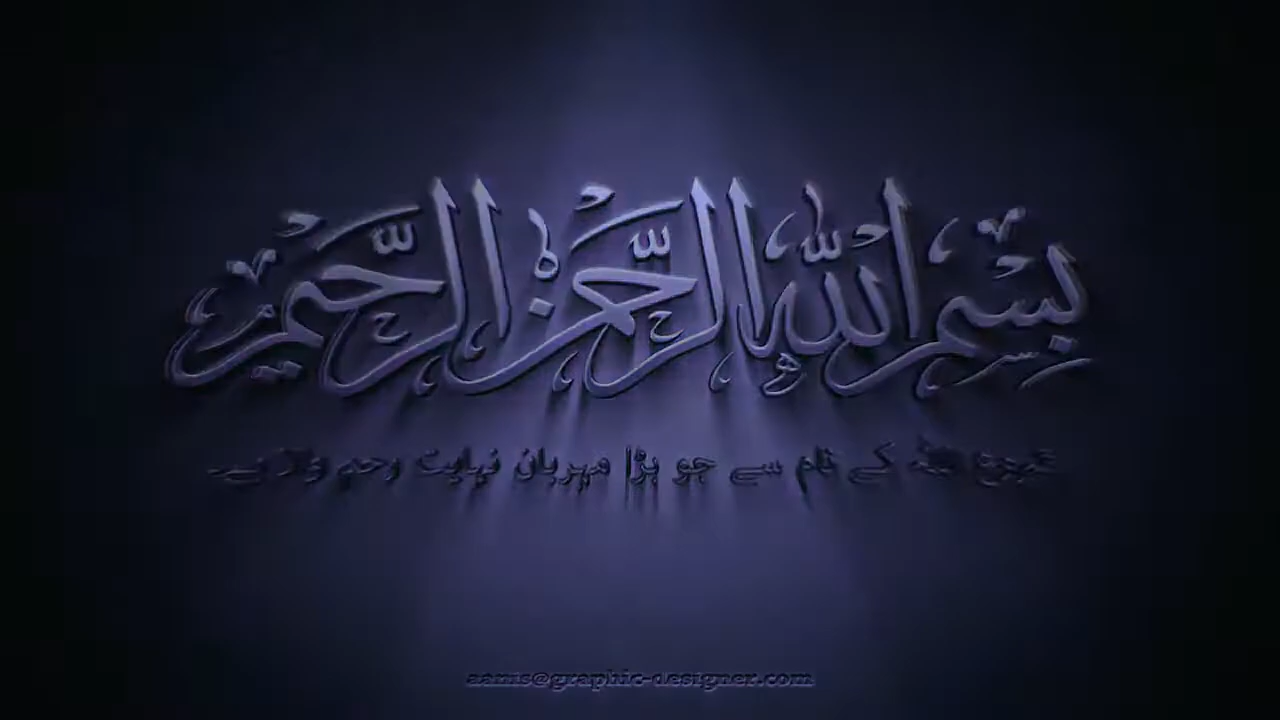 بسم الله الرحمن الرحيم
شروع اللہ کے نام سے جو بڑا مہربان نہایت رحم والا ہے۔
aams@graphic-designer.com